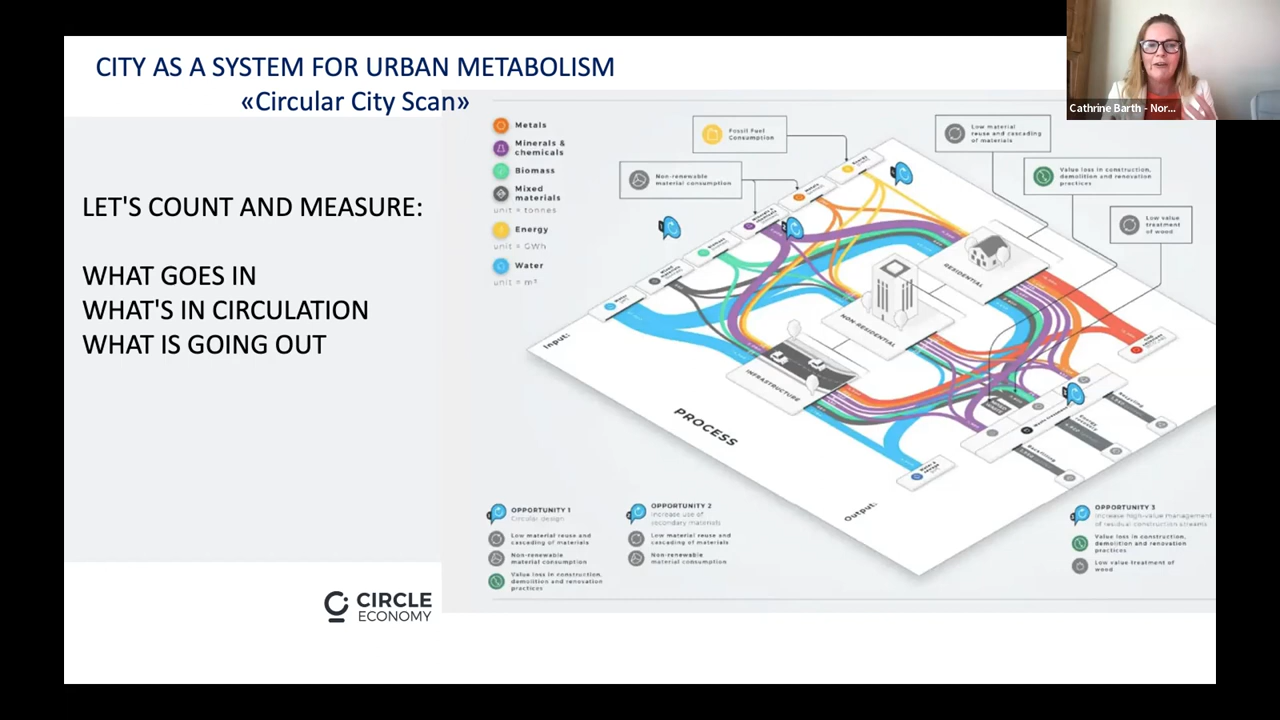 CITY AS A SYSTEM FOR URBAN METABOLISM
«Circular City Scan»
Cathrine Barth - Nor...
LET'S COUNT AND MEASURE:
WHAT GOES IN
WHAT'S IN CIRCULATION
WHAT IS GOING OUT
Metals
Minerals &
chemicals
Biomass
Mixed
materials
unit = tonnes
Energy
unit = GWh
Water
unit = m³
Fossil Fuel
Consumption
Non-renewable
material consumption
Low material
reuse and cascading
of materials
Value loss in construction,
demolition and renovation
practices
Low value
treatment
of wood
RESIDENTIAL
NON-RESIDENTIAL
INFRASTRUCTURE
Input:
PROCESS
Output:
Recycling
Energy
recovery
Backfilling
OPPORTUNITY 1
Circular design
Low material reuse and
cascading of materials
Non-renewable
material consumption
Value loss in construction,
demolition and renovation
practices
OPPORTUNITY 2
Increase use of
secondary materials
Low material reuse and
cascading of materials
Non-renewable
material consumption
OPPORTUNITY 3
Increase high-value management
of residual construction streams
Value loss in construction,
demolition and renovation
practices
Low value treatment of
wood
CIRCLE
ECONOMY